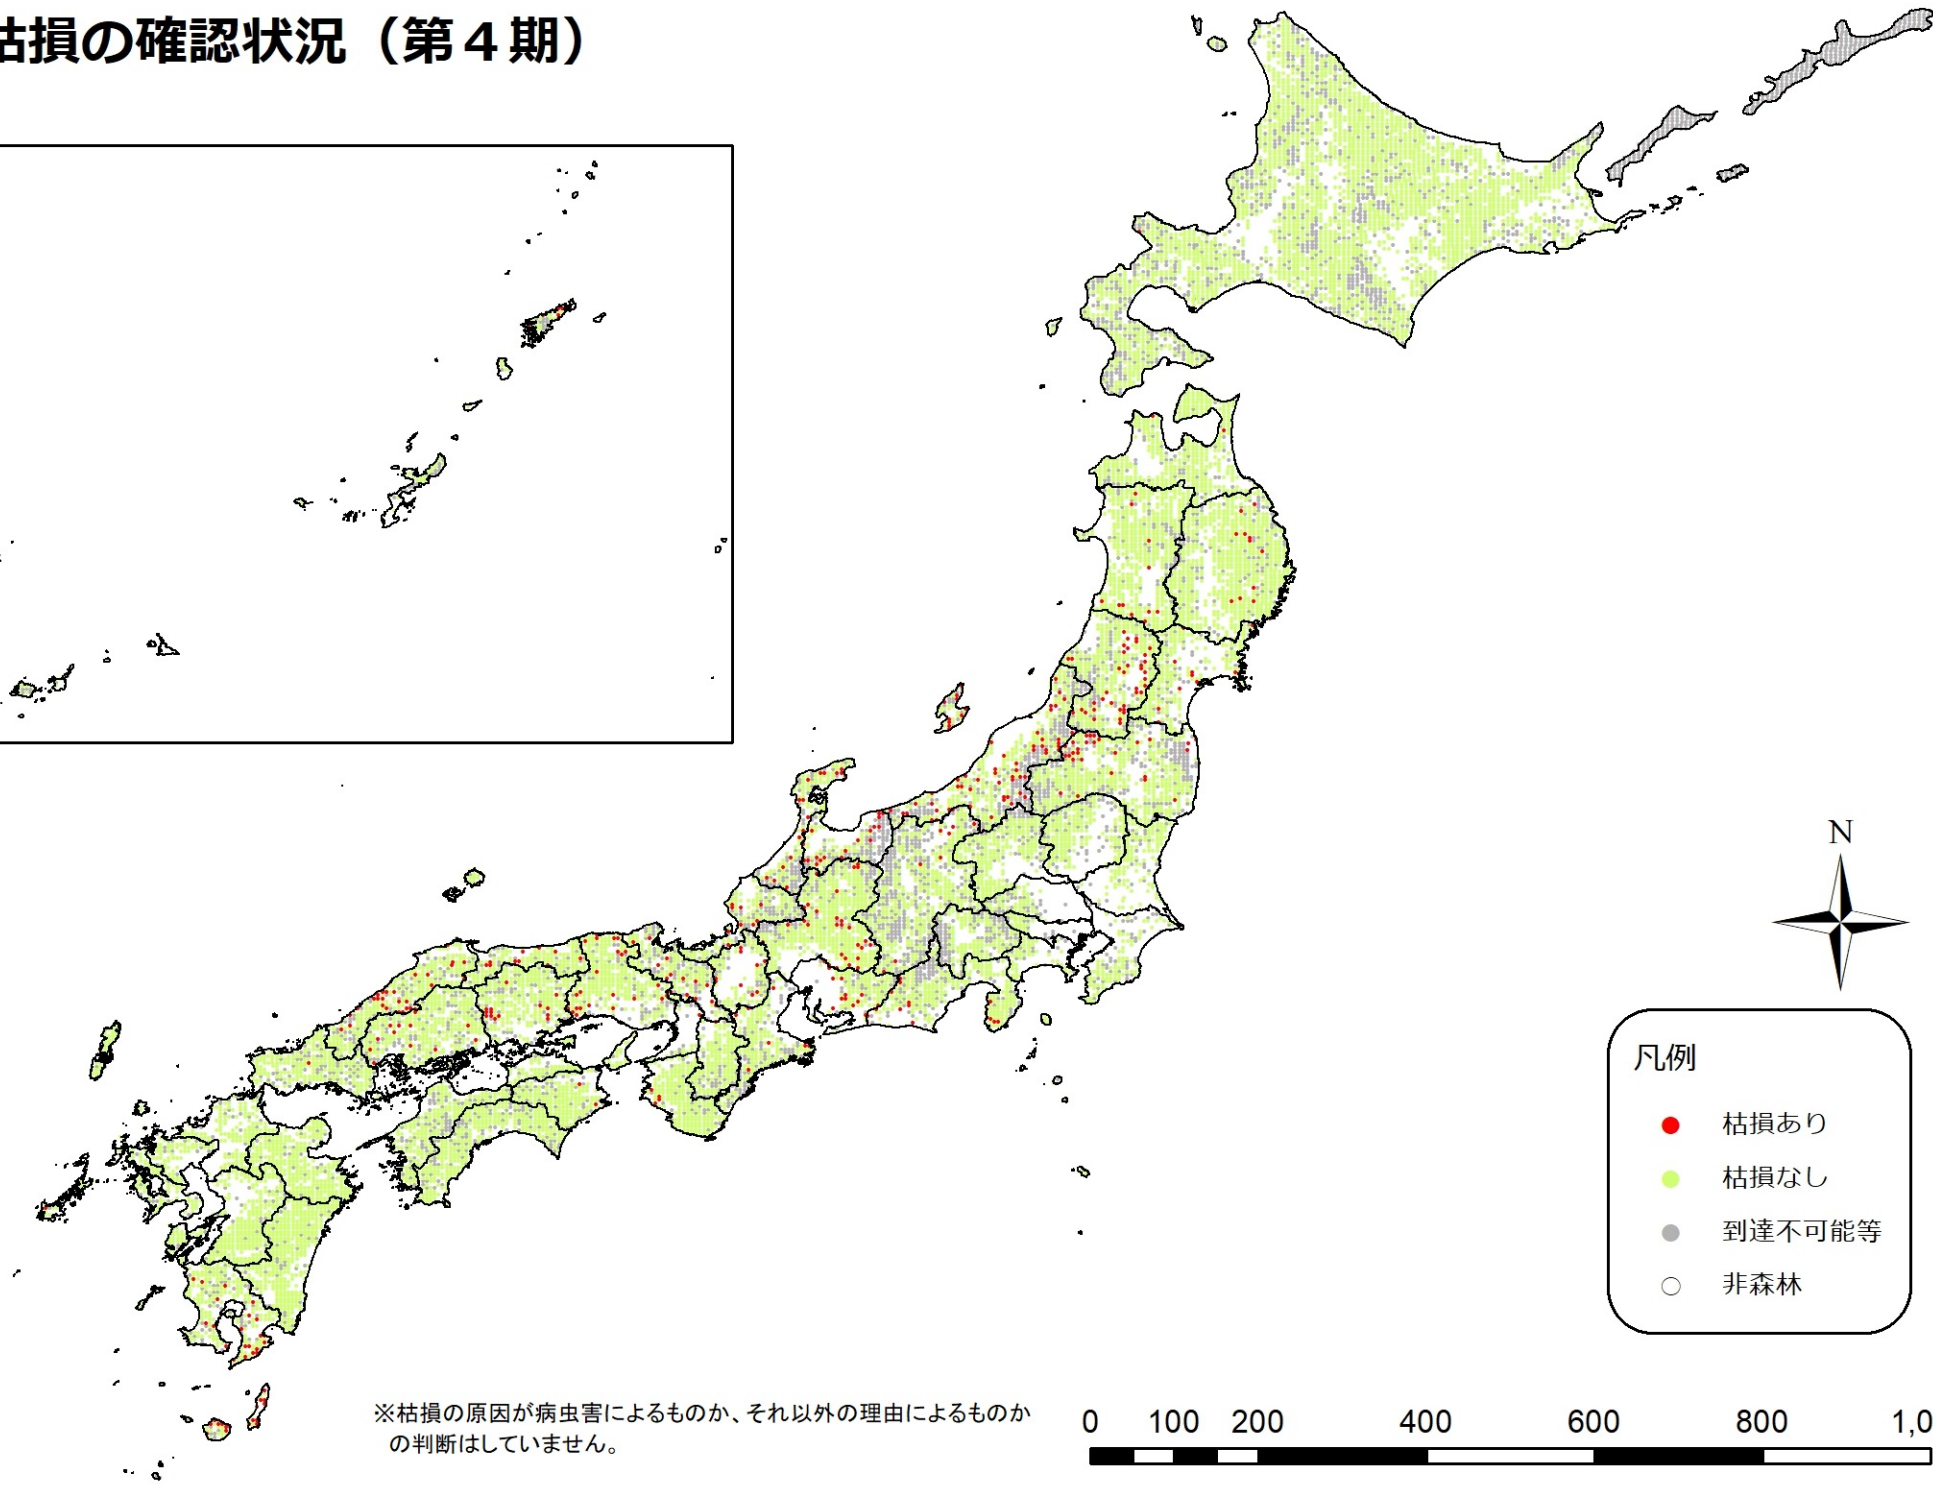 枯損の確認状況（第４期）
N
凡例
枯損あり
枯損なし
到達不可能等
非森林
※枯損の原因が病虫害によるものか、それ以外の理由によるものか
の判断はしていません。
0 100 200 400 600 800 1,0